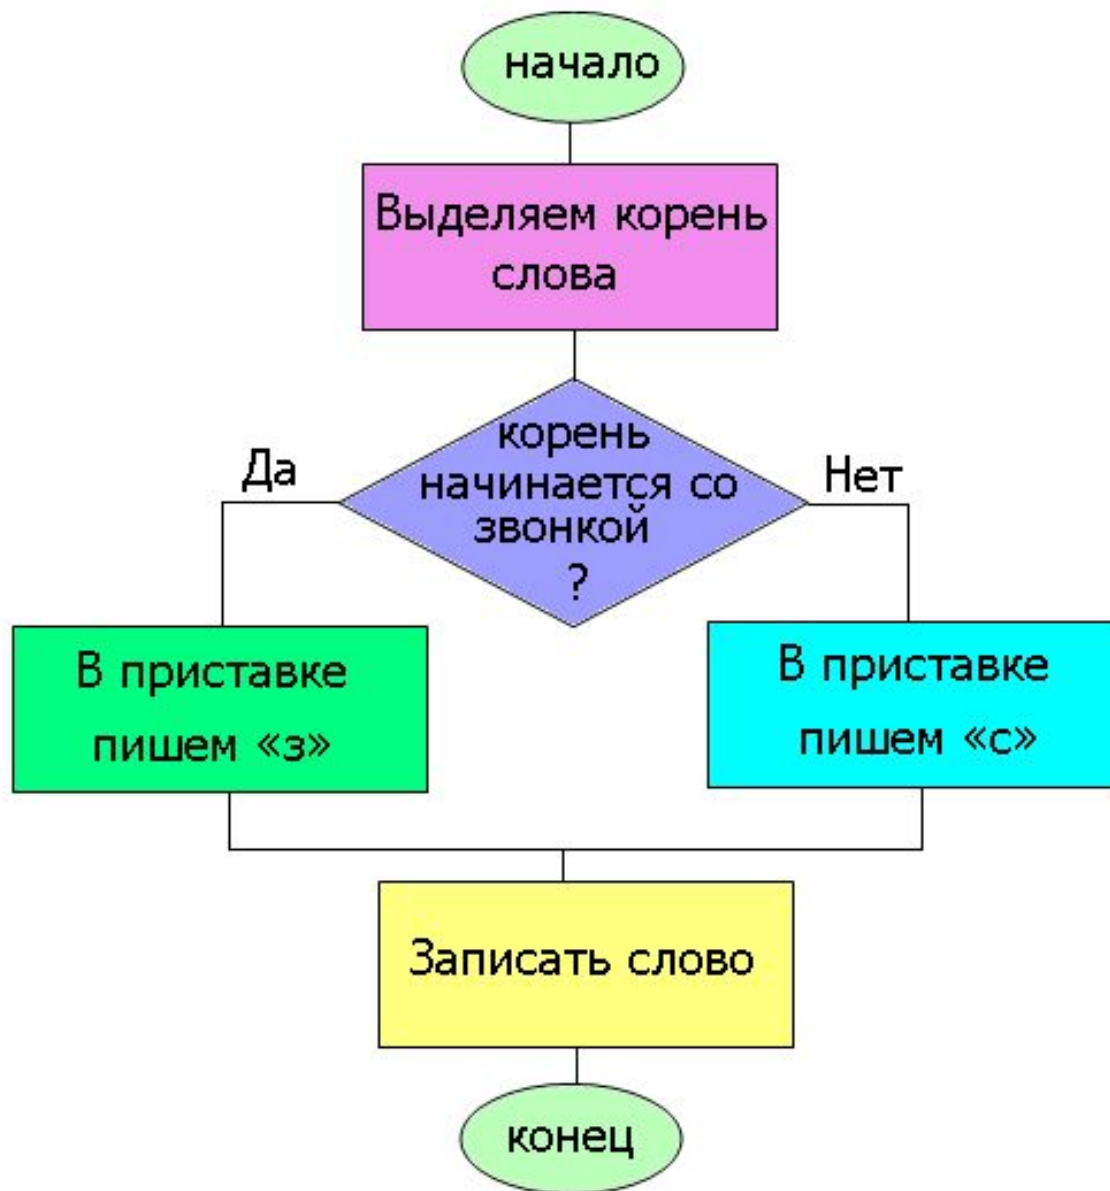 начало
Выделяем корень
слова
корень
начинается со
звонкой
?
Да
Нет
В приставке
пишем «з»
В приставке
пишем «с»
Записать слово
конец